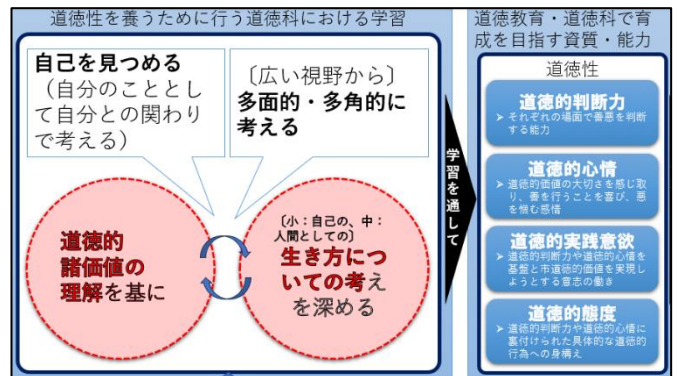 道徳性を養うために行う道徳科における学習
自己を見つめる
(自分のこととし
て自分との関わり
で考える)
〔広い視野から〕
多面的・多角的に
考える
道徳的
諸価値の
理解を基に
〔小:自己の、中:
人間としての〕
生き方につ
いての考え
を深める
学習を通して
道徳教育・道徳科で育
成を目指す資質・能力
道徳性
道徳的判断力
➢ それぞれの場面で善悪を判断
する能力
道徳的心情
➢ 道徳的価値の大切さを感じ取
り、善を行うことを喜び、悪
を憎む感情
道徳的実践意欲
➢ 道徳的判断力や道徳的心情を
基盤と市道徳的価値を実現し
ようとする意志の働き
道徳的態度
➢ 道徳的判断力や道徳的心情に
裏付けられた具体的な道徳的
行為への身構え